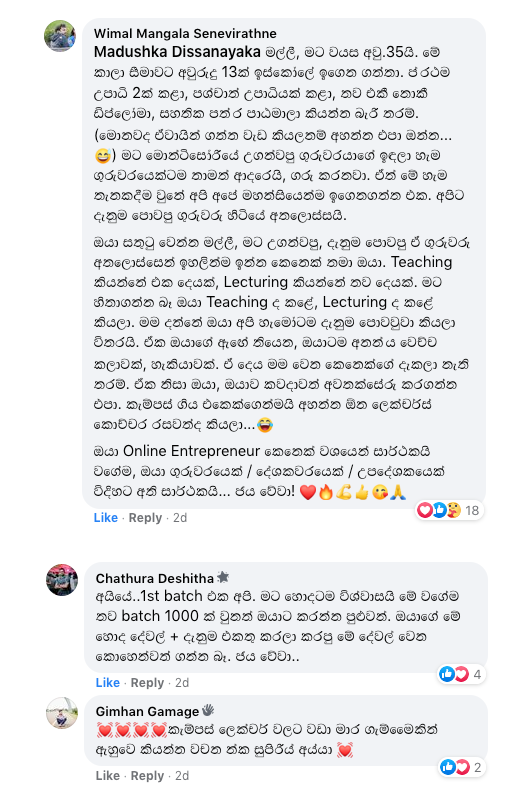 Wimal Mangala Senevirathne
Madushka Dissanayaka මල්ලී, මට වයස අවු.35යි. මේ
කාලා සීමාවට අවුරුදු 13ක් ඉස්කෝලේ ඉගෙන ගත්තා. ප්‍රථම
උපාධි 2ක් කළා, පශ්චාත් උපාධියක් කළා, තව එකී නොකී
ඩිප්ලෝමා, සහතික පත්‍ර පාඨමාලා කියන්න බැරි තරම්.
(මොනවද ඒවායින් ගත්ත වැඩ කියලනම් අහන්න එපා ඔන්න...
😅) මට මොන්ටිසෝරියේ උගන්වපු ගුරුවරයාගේ ඉඳලා හැම
ගුරුවරයෙක්ටම තාමත් ආදරෙයි, ගරු කරනවා. ඒත් මේ හැම
තැනකදීම වුනේ අපි අපේ මහන්සියෙන්ම ඉගෙනගත්ත එක. අපිට
දැනුම පොවපු ගුරුවරු හිටියේ අතලොස්සයි.
ඔයා සතුටු වෙන්න මල්ලී, මට උගන්වපු, දැනුම පොවපු ඒ ගුරුවරු
අතලොස්සෙන් ඉහලින්ම ඉන්න කෙනෙක් තමා ඔයා. Teaching
කියන්නේ එක දෙයක්, Lecturing කියන්නේ තව දෙයක්. මට
හිතාගන්න බෑ ඔයා Teaching ද කළේ, Lecturing ද කළේ
කියලා. මම දන්නේ ඔයා අපි හැමෝටම දැනුම පොවවුවා කියලා
විතරයි. ඒක ඔයාගේ ඇඟේ තියෙන, ඔයාටම අනන්‍ය වෙච්ච
කලාවක්, හැකියාවක්. ඒ දෙය මම වෙන කෙනෙක්ගේ දැකලා නැති
තරම්. ඒක නිසා ඔයා, ඔයාව කවදාවත් අවතක්සේරු කරගන්න
එපා. කැම්පස් ගිය එකෙක්ගෙන්මයි අහන්න ඕන ලෙක්චර්ස්
කොච්චර රසවත්ද කියලා...😂
ඔයා Online Entrepreneur කෙනෙක් වශයෙන් සාර්ථකයි
වගේම, ඔයා ගුරුවරයෙක් / දේශකවරයෙක් / උපදේශකයෙක්
විදිහට අති සාර්ථකයි... ජය වේවා! ❤️🔥💪👍😘🙏
18
Like · Reply · 2d
Chathura Deshitha
අයියේ..1st batch එක අපි. මට හොදටම විශ්වාසයි මේ වගේම
තව batch 1000 ක් වුනත් ඔයාට කරන්න පුළුවන්. ඔයාගේ මේ
හොද දේවල් + දැනුම එකතු කරලා කරපු මේ දේවල් වෙන
කොහෙන්වත් ගන්න බෑ. ජය වේවා..
4
Like · Reply · 2d
Gimhan Gamage
💓💓💓💓කැම්පස් ලෙක්චර් වලට වඩා මාර ගැම්මෛකින්
ඇහුවෙ කියන්න වචන න්ක සුපිරීය් අය්යා 💓
2
Like · Reply · 2d